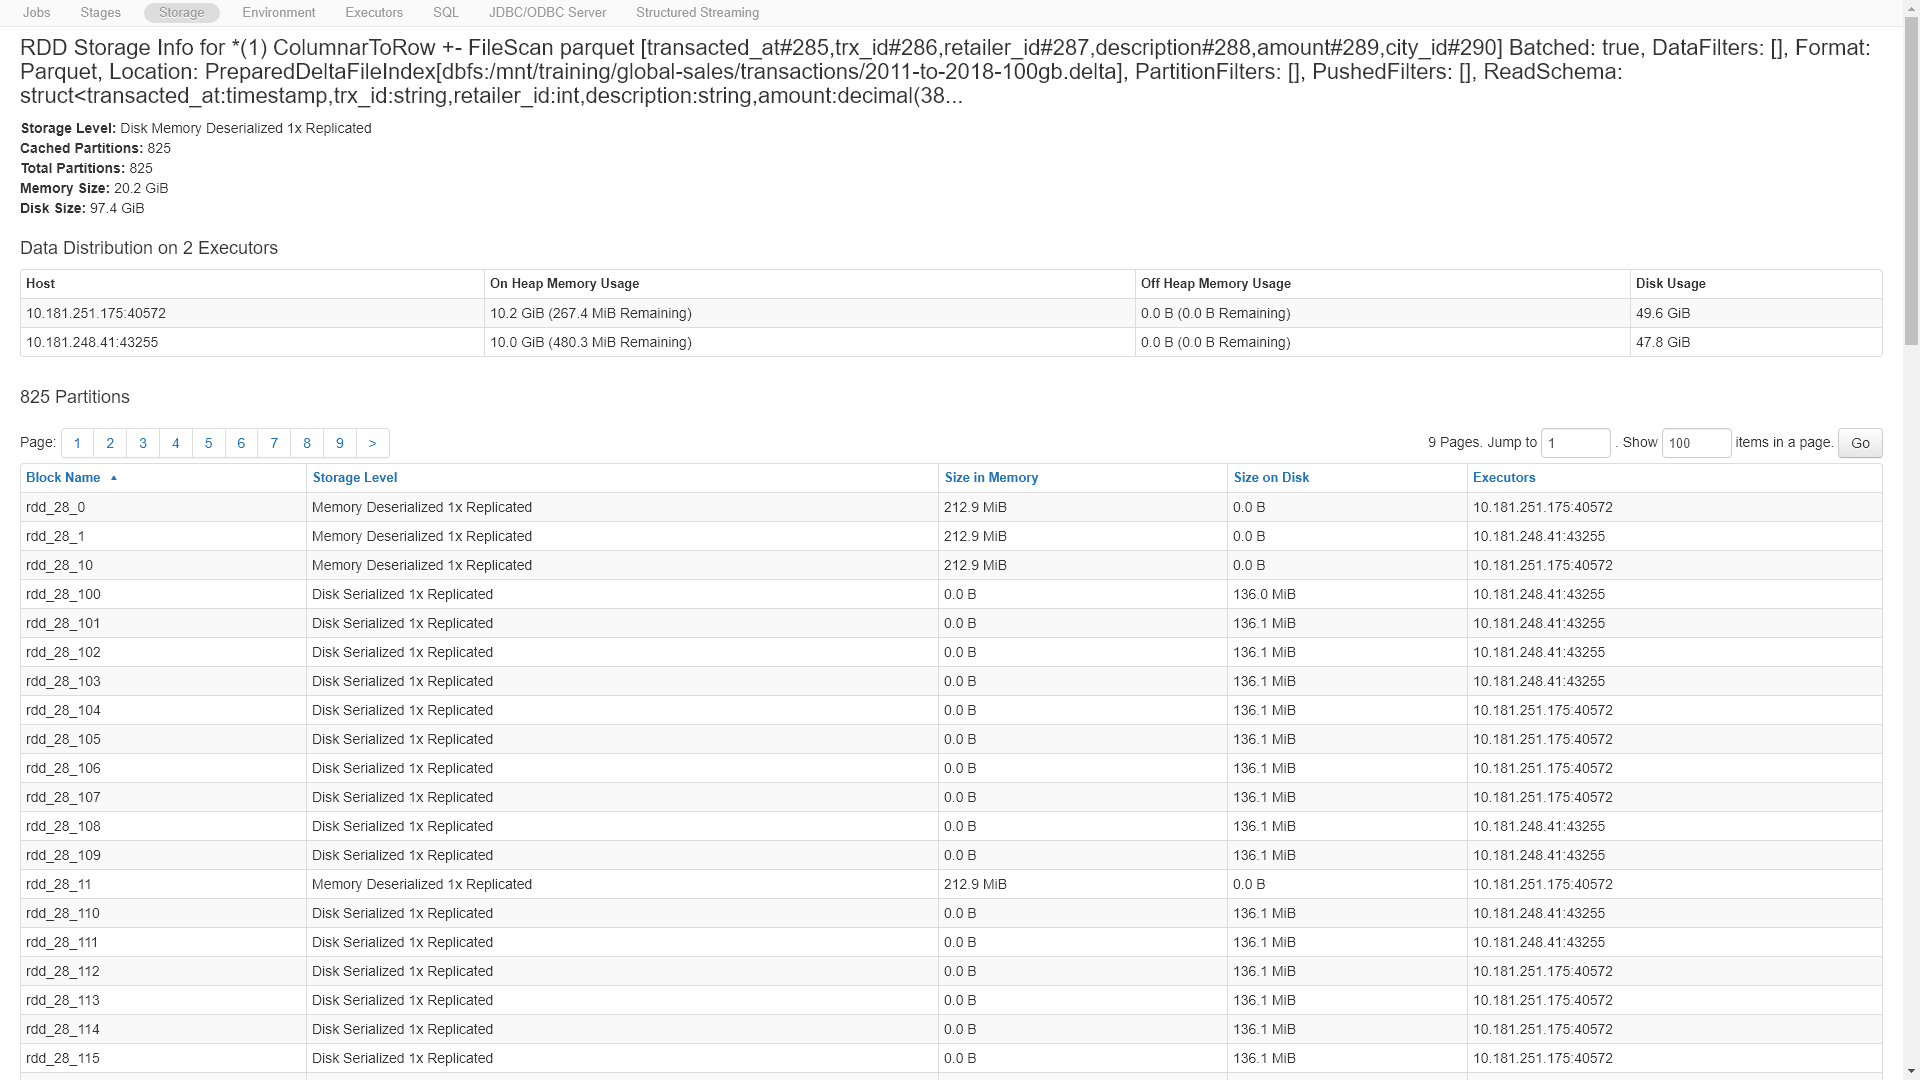 Jobs Stages Storage Environment Executors SQL JDBC/ODBC Server Structured Streaming
RDD Storage Info for *(1) ColumnarToRow +- FileScan parquet [transacted_at#285,trx_id#286,retailer_id#287,description#288,amount#289,city_id#290] Batched: true, DataFilters: [], Format:
Parquet, Location: PreparedDeltaFileIndex[dbfs:/mnt/training/global-sales/transactions/2011-to-2018-100gb.delta], PartitionFilters: [], PushedFilters: [], ReadSchema:
struct<transacted_at:timestamp,trx_id:string,retailer_id:int,description:string,amount:decimal(38...
Storage Level: Disk Memory Deserialized 1x Replicated
Cached Partitions: 825
Total Partitions: 825
Memory Size: 20.2 GiB
Disk Size: 97.4 GiB
Data Distribution on 2 Executors
Host On Heap Memory Usage Off Heap Memory Usage Disk Usage
10.181.251.175:40572 10.2 GiB (267.4 MiB Remaining) 0.0 B (0.0 B Remaining) 49.6 GiB
10.181.248.41:43255 10.0 GiB (480.3 MiB Remaining) 0.0 B (0.0 B Remaining) 47.8 GiB
825 Partitions
Page: 1 2 3 4 5 6 7 8 9 > 9 Pages. Jump to 1 . Show 100 items in a page. Go
Block Name Storage Level Size in Memory Size on Disk Executors
rdd_28_0 Memory Deserialized 1x Replicated 212.9 MiB 0.0 B 10.181.251.175:40572
rdd_28_1 Memory Deserialized 1x Replicated 212.9 MiB 0.0 B 10.181.248.41:43255
rdd_28_10 Memory Deserialized 1x Replicated 212.9 MiB 0.0 B 10.181.251.175:40572
rdd_28_100 Disk Serialized 1x Replicated 0.0 B 136.0 MiB 10.181.248.41:43255
rdd_28_101 Disk Serialized 1x Replicated 0.0 B 136.1 MiB 10.181.248.41:43255
rdd_28_102 Disk Serialized 1x Replicated 0.0 B 136.1 MiB 10.181.248.41:43255
rdd_28_103 Disk Serialized 1x Replicated 0.0 B 136.1 MiB 10.181.248.41:43255
rdd_28_104 Disk Serialized 1x Replicated 0.0 B 136.1 MiB 10.181.251.175:40572
rdd_28_105 Disk Serialized 1x Replicated 0.0 B 136.1 MiB 10.181.251.175:40572
rdd_28_106 Disk Serialized 1x Replicated 0.0 B 136.1 MiB 10.181.251.175:40572
rdd_28_107 Disk Serialized 1x Replicated 0.0 B 136.1 MiB 10.181.251.175:40572
rdd_28_108 Disk Serialized 1x Replicated 0.0 B 136.1 MiB 10.181.248.41:43255
rdd_28_109 Disk Serialized 1x Replicated 0.0 B 136.1 MiB 10.181.248.41:43255
rdd_28_11 Memory Deserialized 1x Replicated 212.9 MiB 0.0 B 10.181.251.175:40572
rdd_28_110 Disk Serialized 1x Replicated 0.0 B 136.1 MiB 10.181.248.41:43255
rdd_28_111 Disk Serialized 1x Replicated 0.0 B 136.1 MiB 10.181.248.41:43255
rdd_28_112 Disk Serialized 1x Replicated 0.0 B 136.1 MiB 10.181.251.175:40572
rdd_28_113 Disk Serialized 1x Replicated 0.0 B 136.1 MiB 10.181.251.175:40572
rdd_28_114 Disk Serialized 1x Replicated 0.0 B 136.1 MiB 10.181.251.175:40572
rdd_28_115 Disk Serialized 1x Replicated 0.0 B 136.1 MiB 10.181.251.175:40572